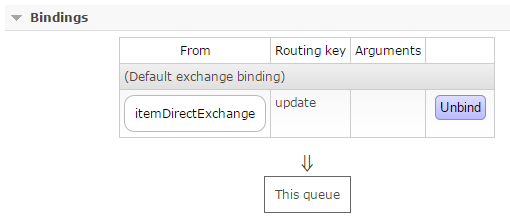 Bindings
From Routing key Arguments
(Default exchange binding)
itemDirectExchange update Unbind
This queue